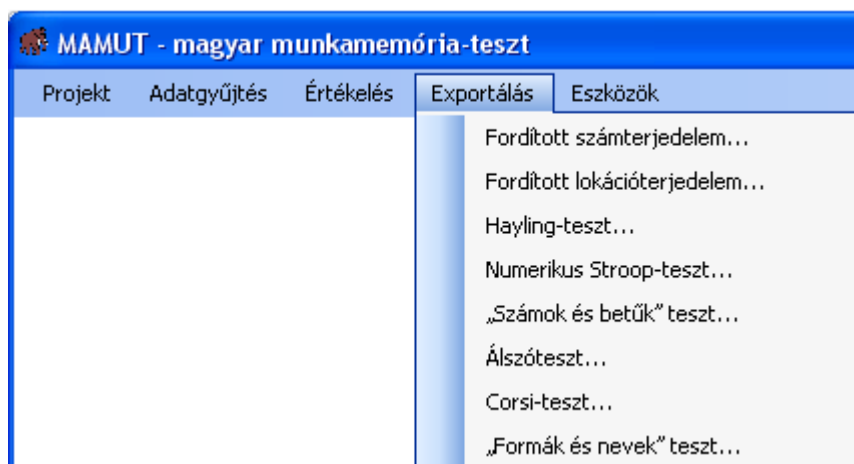 MAMUT - magyar munkamemória-teszt
Projekt Adatgyűjtés Értékelés Exportálás Eszközök
Fordított számterjedelem...
Fordított lokációterjedelem...
Hayling-teszt...
Numerikus Stroop-teszt...
„Számok és betűk” teszt...
Álszóteszt...
Corsi-teszt...
„Formák és nevek” teszt...